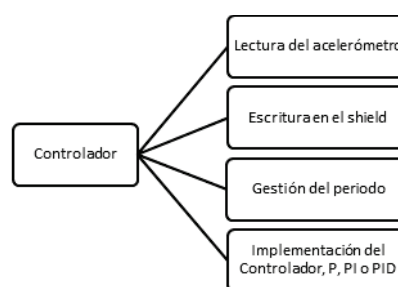 Lectura del acelerómetro
Escritura en el shield
Controlador
Gestión del periodo
Implementación del
Controlador, P, PI o PID